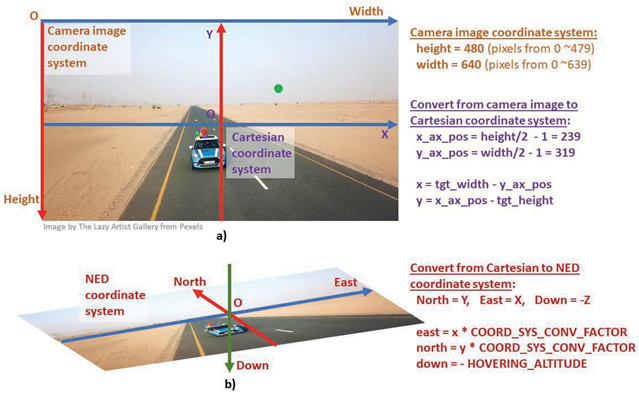 O
Width
Camera image
coordinate
system
Y
O
X
Cartesian
coordinate
system
Height
Image by The Lazy Artist Gallery from Pexels
a)
Camera image coordinate system:
height = 480 (pixels from 0 ~479)
width = 640 (pixels from 0 ~639)
Convert from camera image to
Cartesian coordinate system:
x_ax_pos = height/2 - 1 = 239
y_ax_pos = width/2 - 1 = 319
x = tgt_width - y_ax_pos
y = x_ax_pos - tgt_height
NED
coordinate
system
North
East
O
Down
b)
Convert from Cartesian to NED
coordinate system:
North = Y, East = X, Down = -Z
east = x * COORD_SYS_CONV_FACTOR
north = y * COORD_SYS_CONV_FACTOR
down = - HOVERING_ALTITUDE